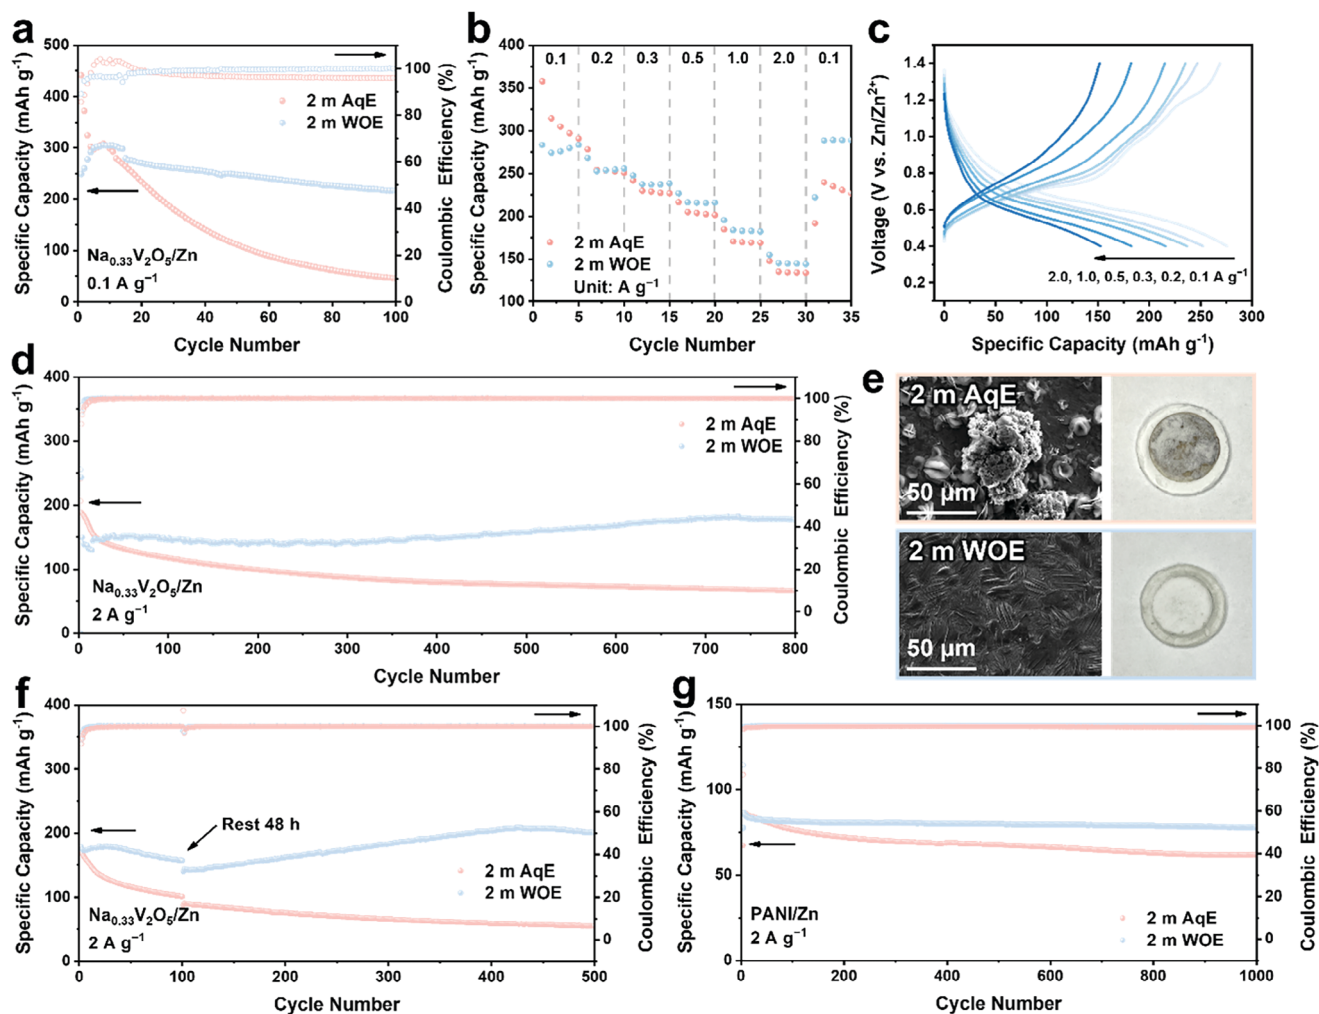 a
500
400
300
200
100
0
Specific Capacity (mAh g⁻¹)
100
80
60
40
20
0
Coulombic Efficiency (%)
2 m AqE
2 m WOE
Na₀.₃₃V₂O₅/Zn
0.1 A g⁻¹
0 20 40 60 80 100
Cycle Number
b
400
350
300
250
200
150
100
Specific Capacity (mAh g⁻¹)
0.1 0.2 0.3 0.5 1.0 2.0 0.1
2 m AqE
2 m WOE
Unit: A g⁻¹
0 5 10 15 20 25 30 35
Cycle Number
c
1.4
1.2
1.0
0.8
0.6
0.4
0.2
Voltage (V vs. Zn/Zn²⁺)
2.0, 1.0, 0.5, 0.3, 0.2, 0.1 A g⁻¹
0 50 100 150 200 250 300
Specific Capacity (mAh g⁻¹)
d
400
350
300
200
150
100
50
0
Specific Capacity (mAh g⁻¹)
100
80
60
40
20
10
0
Coulombic Efficiency (%)
2 m AqE
2 m WOE
Na₀.₃₃V₂O₅/Zn
2 A g⁻¹
0 100 200 300 400 500 600 700 800
Cycle Number
e
2 m AqE
50 µm
2 m WOE
50 µm
f
400
300
200
100
0
Specific Capacity (mAh g⁻¹)
100
80
60
40
20
0
Coulombic Efficiency (%)
Rest 48 h
2 m AqE
2 m WOE
Na₀.₃₃V₂O₅/Zn
2 A g⁻¹
0 100 200 300 400 500
Cycle Number
g
150
100
50
0
Specific Capacity (mAh g⁻¹)
100
80
60
40
20
0
Coulombic Efficiency (%)
PANI/Zn
2 A g⁻¹
2 m AqE
2 m WOE
0 200 400 600 800 1000
Cycle Number